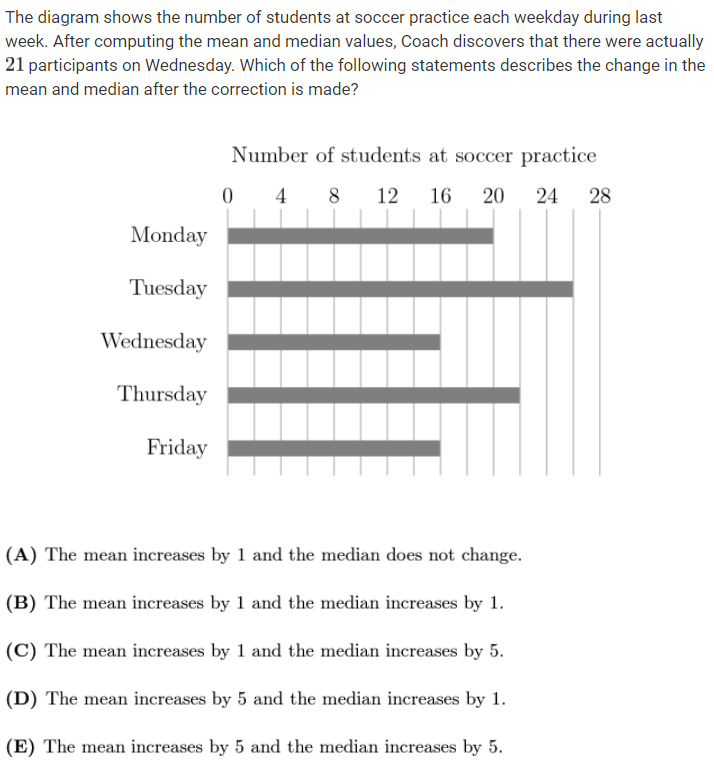 The diagram shows the number of students at soccer practice each weekday during last
week. After computing the mean and median values, Coach discovers that there were actually
21 participants on Wednesday. Which of the following statements describes the change in the
mean and median after the correction is made?
Number of students at soccer practice
0 4 8 12 16 20 24 28
Monday
Tuesday
Wednesday
Thursday
Friday
(A) The mean increases by 1 and the median does not change.
(B) The mean increases by 1 and the median increases by 1.
(C) The mean increases by 1 and the median increases by 5.
(D) The mean increases by 5 and the median increases by 1.
(E) The mean increases by 5 and the median increases by 5.